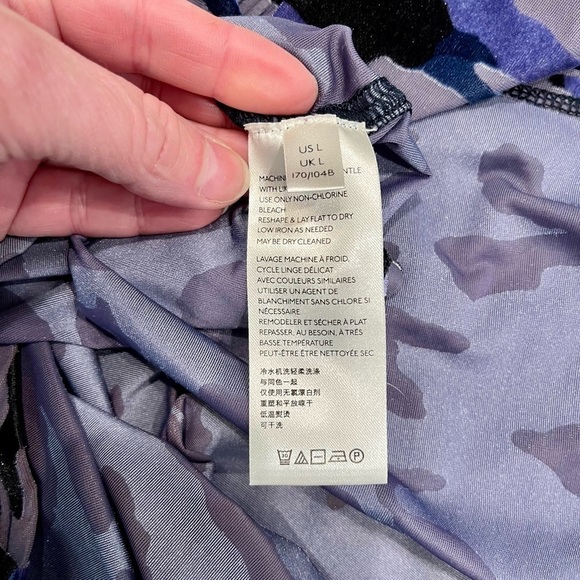 US L
UK L
170/104B
MACHIN NTLE
WITH LI
USE ONLY NON-CHLORINE
BLEACH
RESHAPE & LAY FLAT TO DRY
LOW IRON AS NEEDED
MAY BE DRY CLEANED
LAVAGE MACHINE À FROID,
CYCLE LINGE DÉLICAT
AVEC COULEURS SIMILAIRES
UTILISER UN AGENT DE
BLANCHIMENT SANS CHLORE SI
NÉCESSAIRE
REMODELER ET SÉCHER À PLAT
REPASSER, AU BESOIN, À TRÈS
BASSE TEMPÉRATURE
PEUT-ÊTRE ÊTRE NETTOYÉE SEC
冷水机洗轻柔洗涤
与同色一起
仅使用无氯漂白剂
重塑和平放晾干
低温熨烫
可干洗
30
P